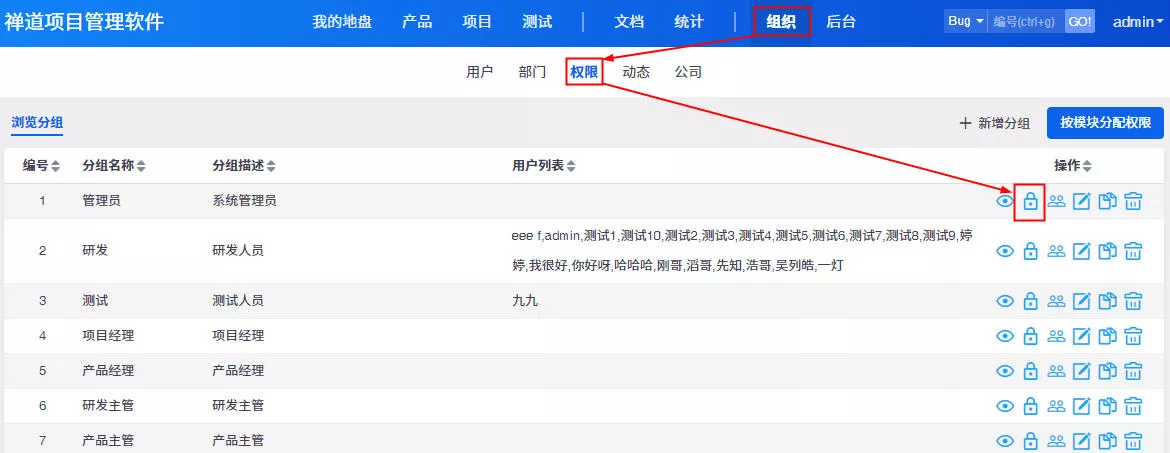 禅道项目管理软件 我的地盘 产品 项目 测试 文档 统计 组织 后台 Bug 编号(ctrl+g) GO! admin
用户 部门 权限 动态 公司
浏览分组 新增分组 按模块分配权限
编号 分组名称 分组描述 用户列表 操作
1 管理员 系统管理员
2 研发 研发人员 eee f,admin,测试1,测试10,测试2,测试3,测试4,测试5,测试6,测试7,测试8,测试9,婷
婷,我很好,你好呀,哈哈哈,刚哥,滔哥,先知,浩哥,吴列皓,一灯
3 测试 测试人员 九九
4 项目经理 项目经理
5 产品经理 产品经理
6 研发主管 研发主管
7 产品主管 产品主管